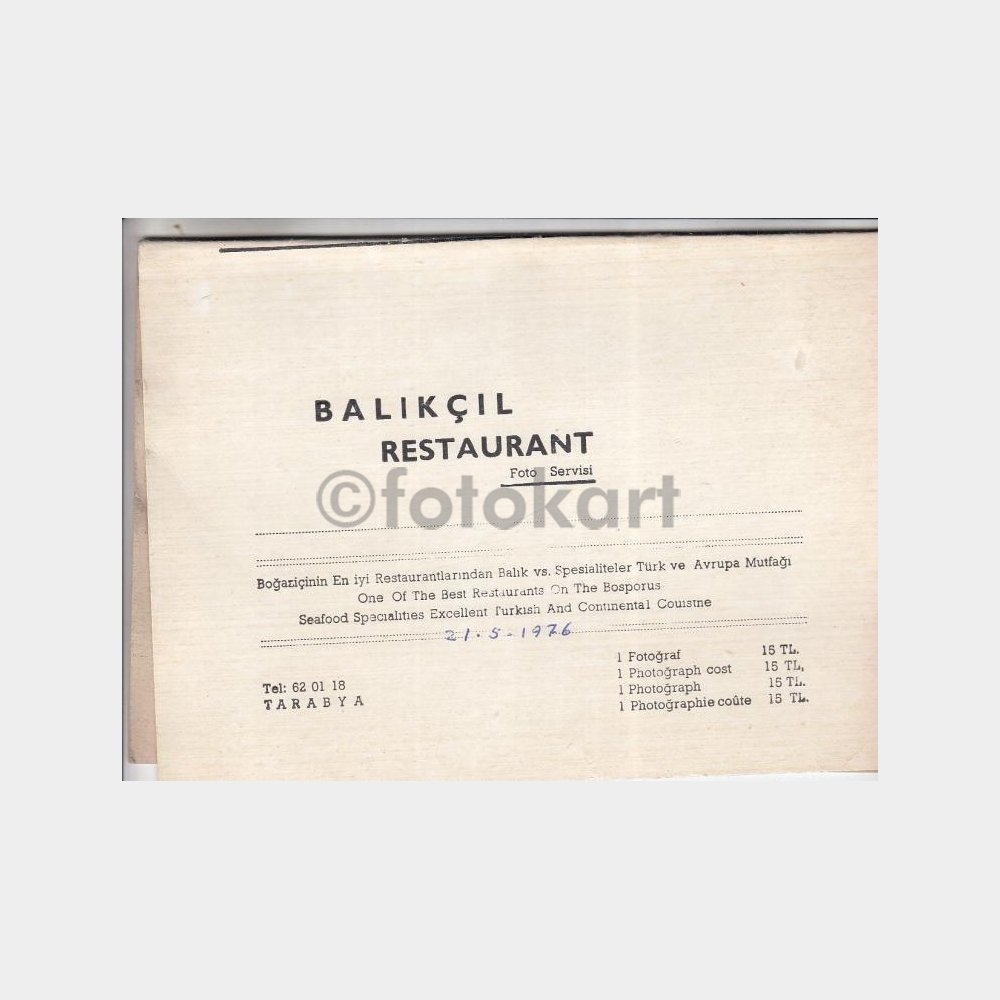 BALIKÇIL
RESTAURANT
Foto Servisi
©fotokart
Boğaziçinin En iyi Restaurantlarından Balık vs. Spesialiteler Türk ve Avrupa Mutfağı
One Of The Best Restaurants On The Bosporus
Seafood Specialities Excellent Turkish And Continental Couisine
21.5.1976
Tel: 62 01 18
TARABYA
1 Fotoğraf 15 TL.
1 Photoğraph cost 15 TL,
1 Photoğraph 15 TL.
1 Photoğraphie coûte 15 TL.